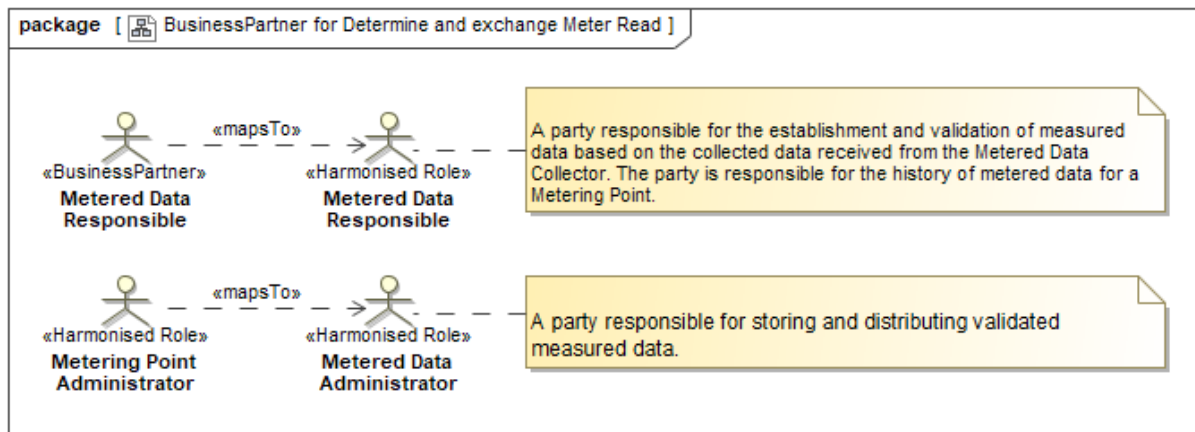 package [ BusinessPartner for Determine and exchange Meter Read ]
«mapsTo»
«BusinessPartner»
Metered Data
Responsible
«Harmonised Role»
Metered Data
Responsible
A party responsible for the establishment and validation of measured
data based on the collected data received from the Metered Data
Collector. The party is responsible for the history of metered data for a
Metering Point.
«mapsTo»
«Harmonised Role»
Metering Point
Administrator
«Harmonised Role»
Metered Data
Administrator
A party responsible for storing and distributing validated
measured data.